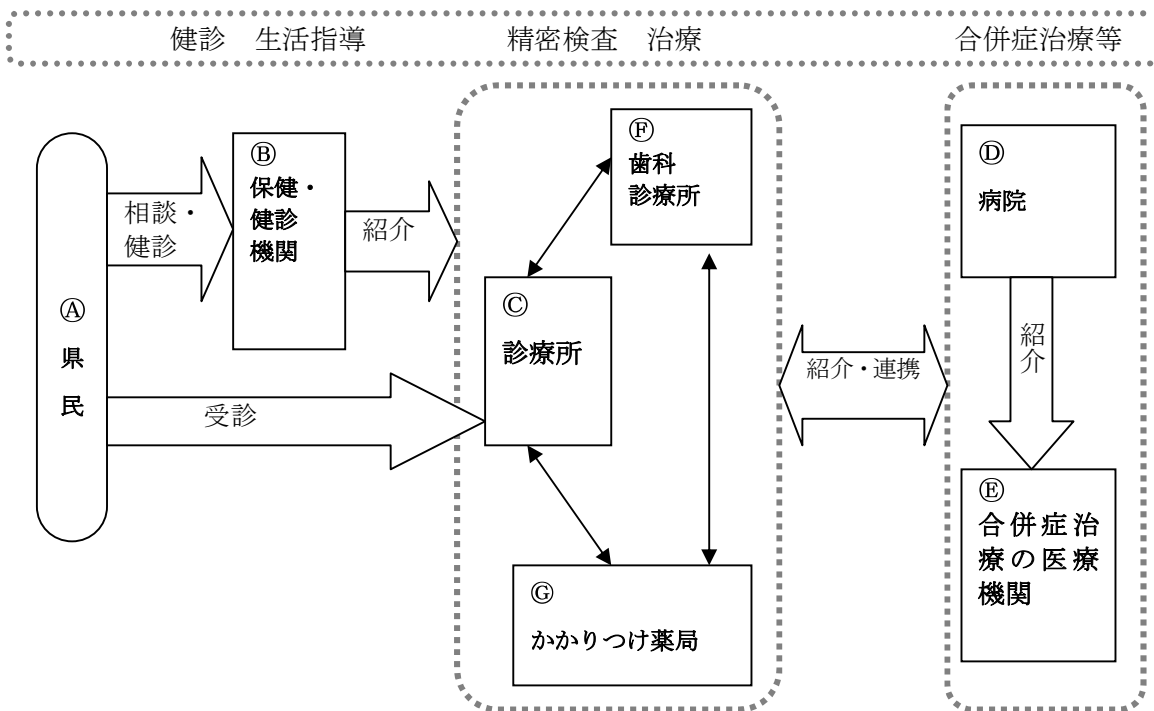 健診　生活指導　　　　　精密検査　治療　　　　　　　　　合併症治療等
Ⓐ
県
民
相談・
健診
Ⓑ
保健・
健診
機関
紹介
受診
Ⓕ
歯科
診療所
Ⓒ
診療所
Ⓖ
かかりつけ薬局
紹介・連携
Ⓓ
病院
紹
介
Ⓔ
合併症治
療の医療
機関